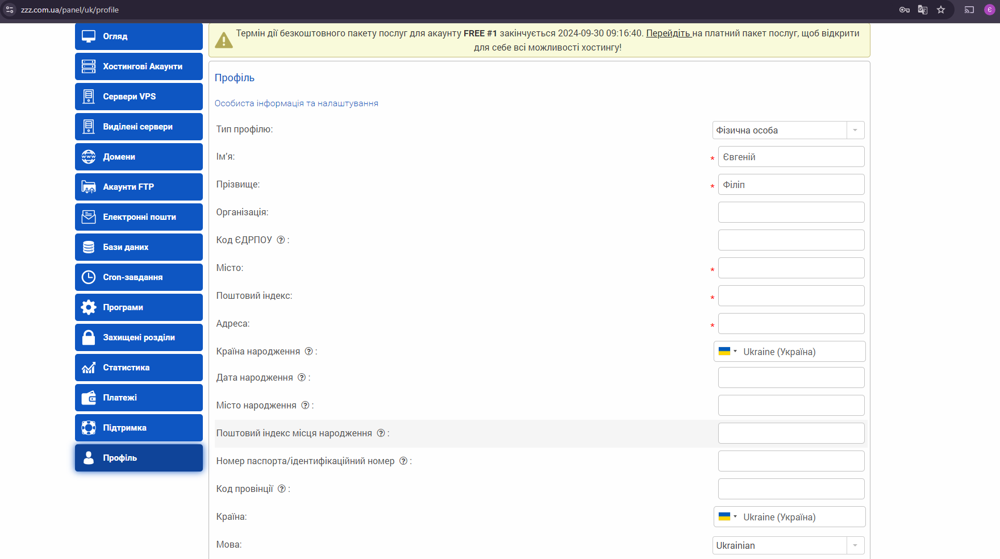 zzz.com.ua/panel/uk/profile
Є
Огляд
Хостингові Акаунти
Сервери VPS
Виділені сервери
Домени
Акаунти FTP
Електронні пошти
Бази даних
Cron-завдання
Програми
Захищені розділи
Статистика
Платежі
Підтримка
Профіль
Термін дії безкоштовного пакету послуг для акаунту FREE #1 закінчується 2024-09-30 09:16:40. Перейдіть на платний пакет послуг, щоб відкрити
для себе всі можливості хостингу!
Профіль
Особиста інформація та налаштування
Тип профілю: Фізична особа
Ім'я: * Євгеній
Прізвище: * Філіп
Організація:
Код ЄДРПОУ ? :
Місто: *
Поштовий індекс: *
Адреса: *
Країна народження ? : Ukraine (Україна)
Дата народження ? :
Місто народження ? :
Поштовий індекс місця народження ? :
Номер паспорта/ідентифікаційний номер ? :
Код провінції ? :
Країна: Ukraine (Україна)
Мова: Ukrainian